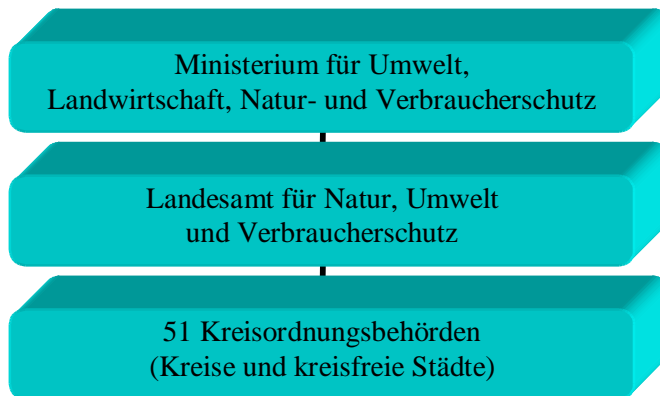 Ministerium für Umwelt,
Landwirtschaft, Natur- und Verbraucherschutz
Landesamt für Natur, Umwelt
und Verbraucherschutz
51 Kreisordnungsbehörden
(Kreise und kreisfreie Städte)